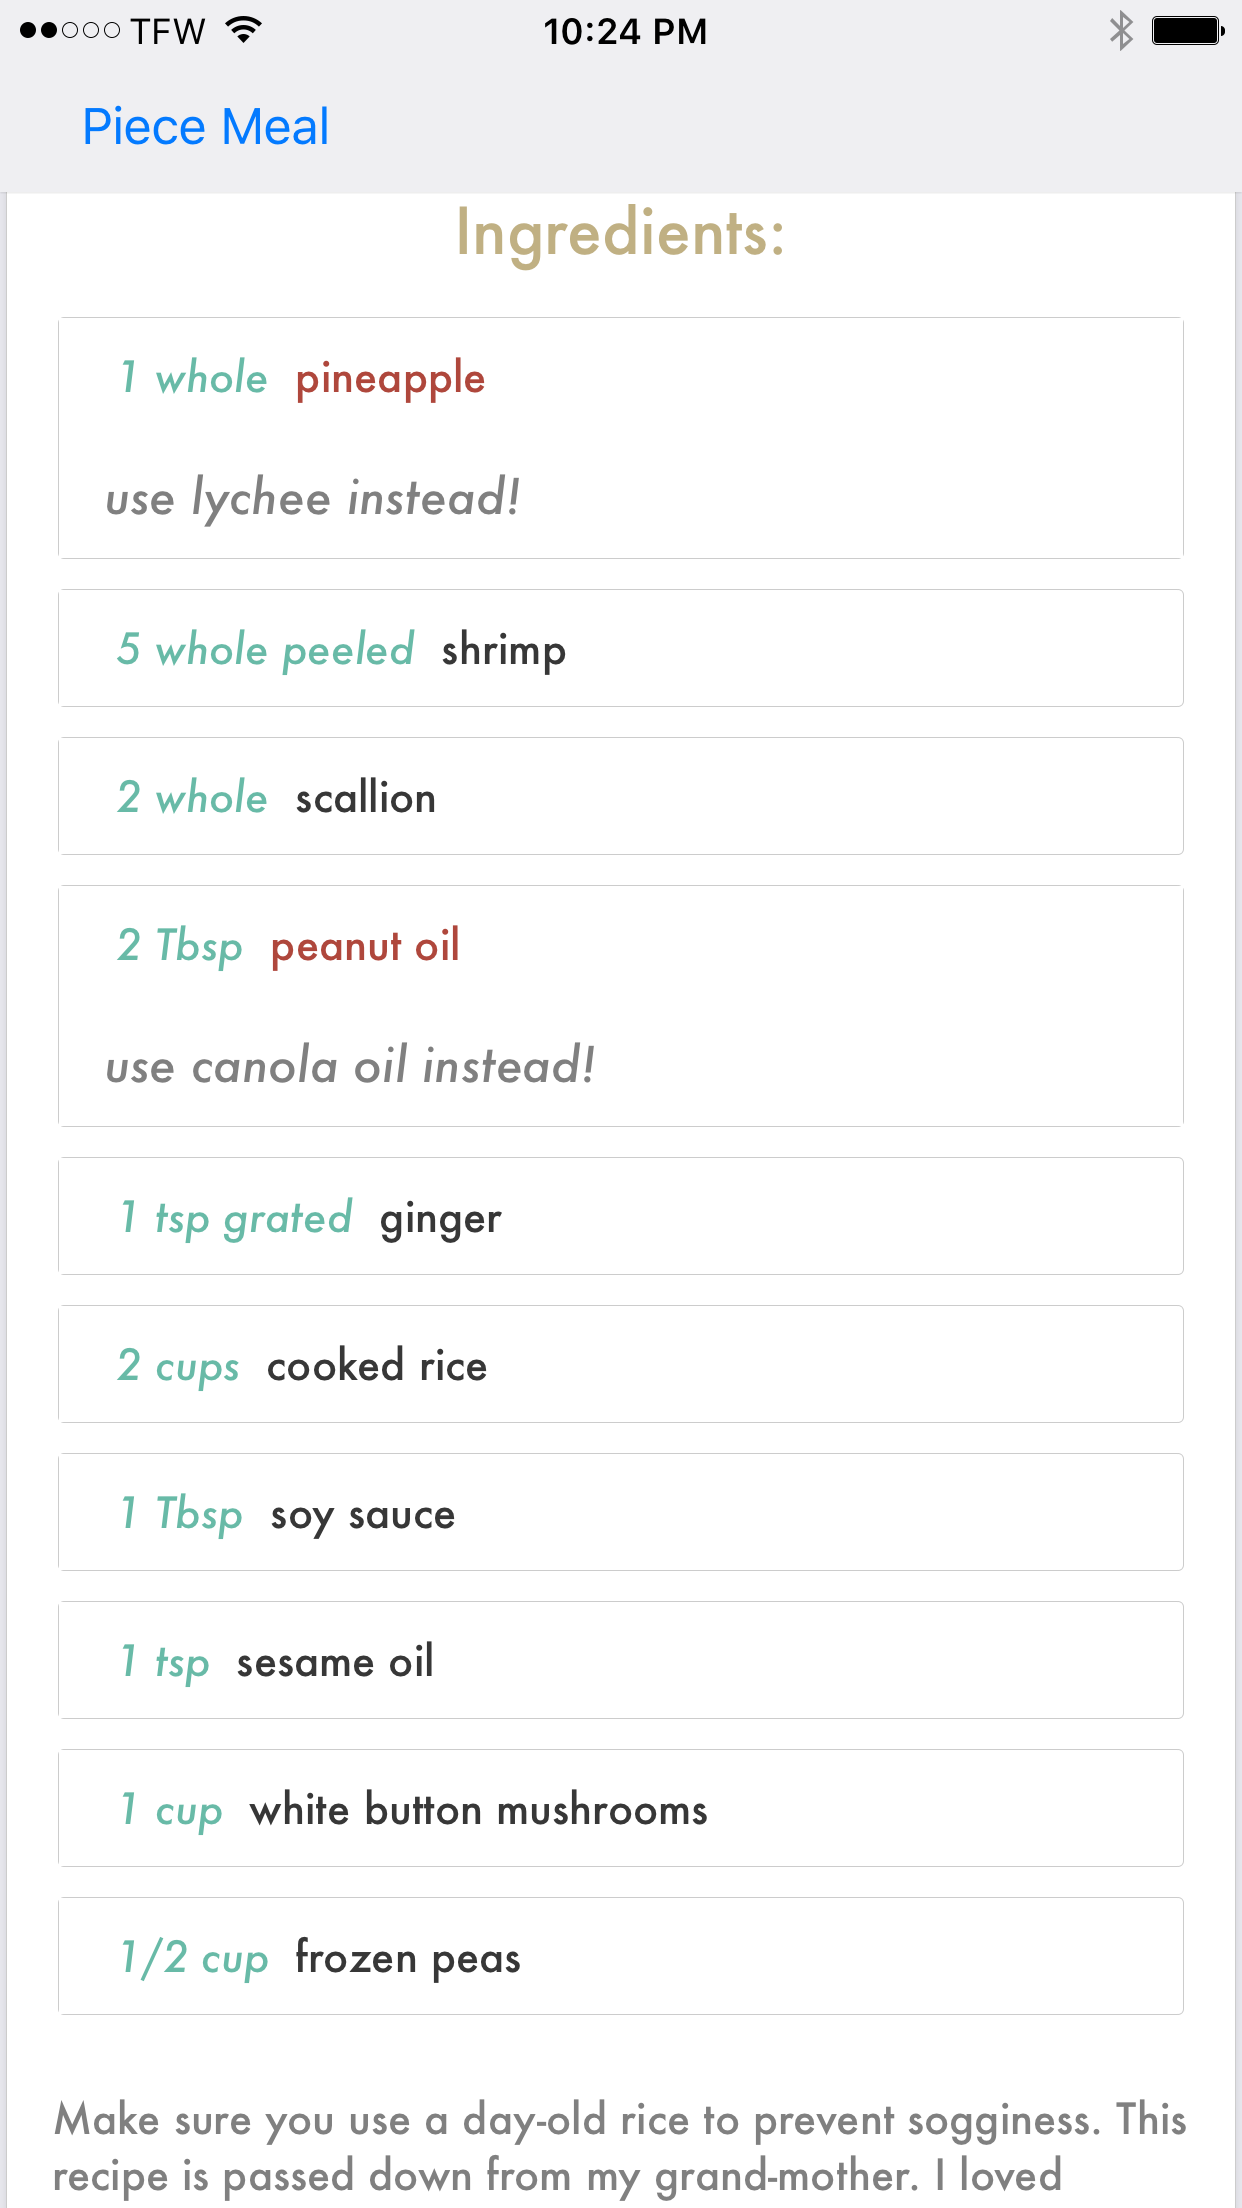 TFW 10:24 PM
Piece Meal
Ingredients:
1 whole pineapple
use lychee instead!
5 whole peeled shrimp
2 whole scallion
2 Tbsp peanut oil
use canola oil instead!
1 tsp grated ginger
2 cups cooked rice
1 Tbsp soy sauce
1 tsp sesame oil
1 cup white button mushrooms
1/2 cup frozen peas
Make sure you use a day-old rice to prevent sogginess. This
recipe is passed down from my grand-mother. I loved